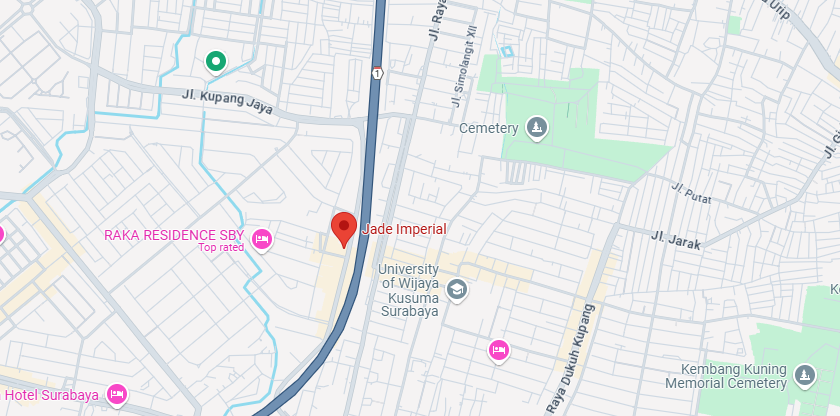 Urip
Jl. Raya
Jl. Simolangit XII
1
Jl. Kupang Jaya
Cemetery
Jl. Putat
RAKA RESIDENCE SBY
Top rated
Jade Imperial
Jl. Jarak
University
of Wijaya
Kusuma
Surabaya
Raya Dukuh Kupang
Kembang Kuning
Memorial Cemetery
Hotel Surabaya